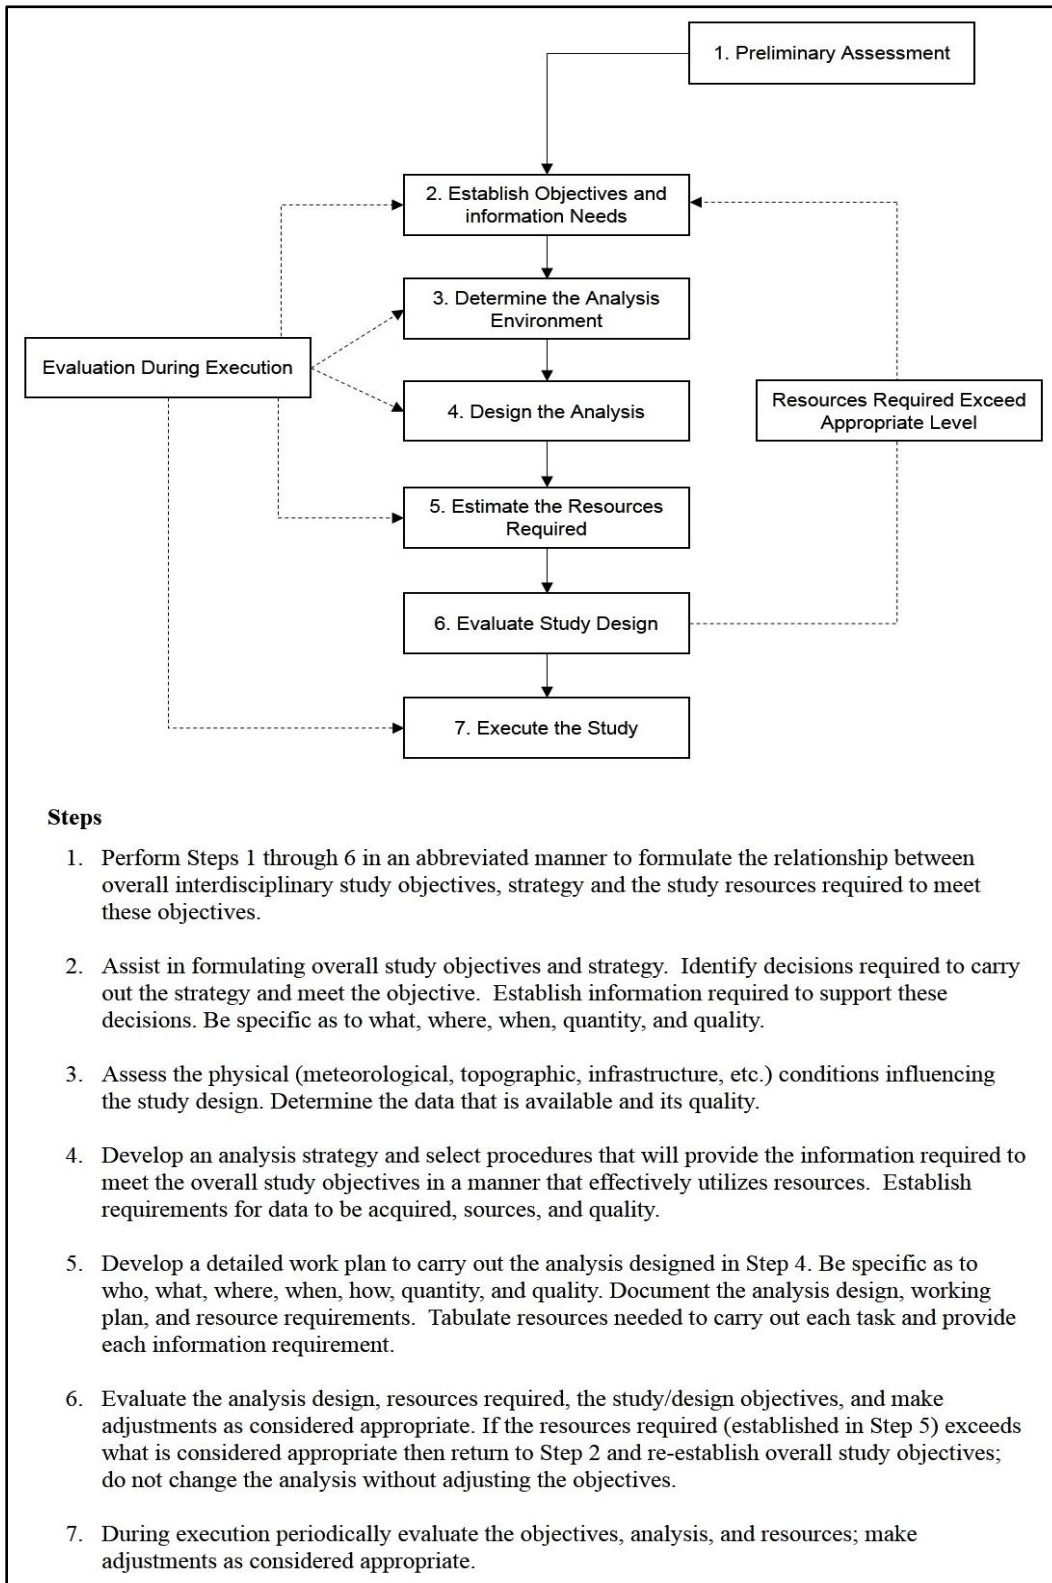 1. Preliminary Assessment
2. Establish Objectives and
information Needs
3. Determine the Analysis
Environment
Evaluation During Execution
4. Design the Analysis
Resources Required Exceed
Appropriate Level
5. Estimate the Resources
Required
6. Evaluate Study Design
7. Execute the Study
Steps
1. Perform Steps 1 through 6 in an abbreviated manner to formulate the relationship between
overall interdisciplinary study objectives, strategy and the study resources required to meet
these objectives.
2. Assist in formulating overall study objectives and strategy. Identify decisions required to carry
out the strategy and meet the objective. Establish information required to support these
decisions. Be specific as to what, where, when, quantity, and quality.
3. Assess the physical (meteorological, topographic, infrastructure, etc.) conditions influencing
the study design. Determine the data that is available and its quality.
4. Develop an analysis strategy and select procedures that will provide the information required to
meet the overall study objectives in a manner that effectively utilizes resources. Establish
requirements for data to be acquired, sources, and quality.
5. Develop a detailed work plan to carry out the analysis designed in Step 4. Be specific as to
who, what, where, when, how, quantity, and quality. Document the analysis design, working
plan, and resource requirements. Tabulate resources needed to carry out each task and provide
each information requirement.
6. Evaluate the analysis design, resources required, the study/design objectives, and make
adjustments as considered appropriate. If the resources required (established in Step 5) exceeds
what is considered appropriate then return to Step 2 and re-establish overall study objectives;
do not change the analysis without adjusting the objectives.
7. During execution periodically evaluate the objectives, analysis, and resources; make
adjustments as considered appropriate.